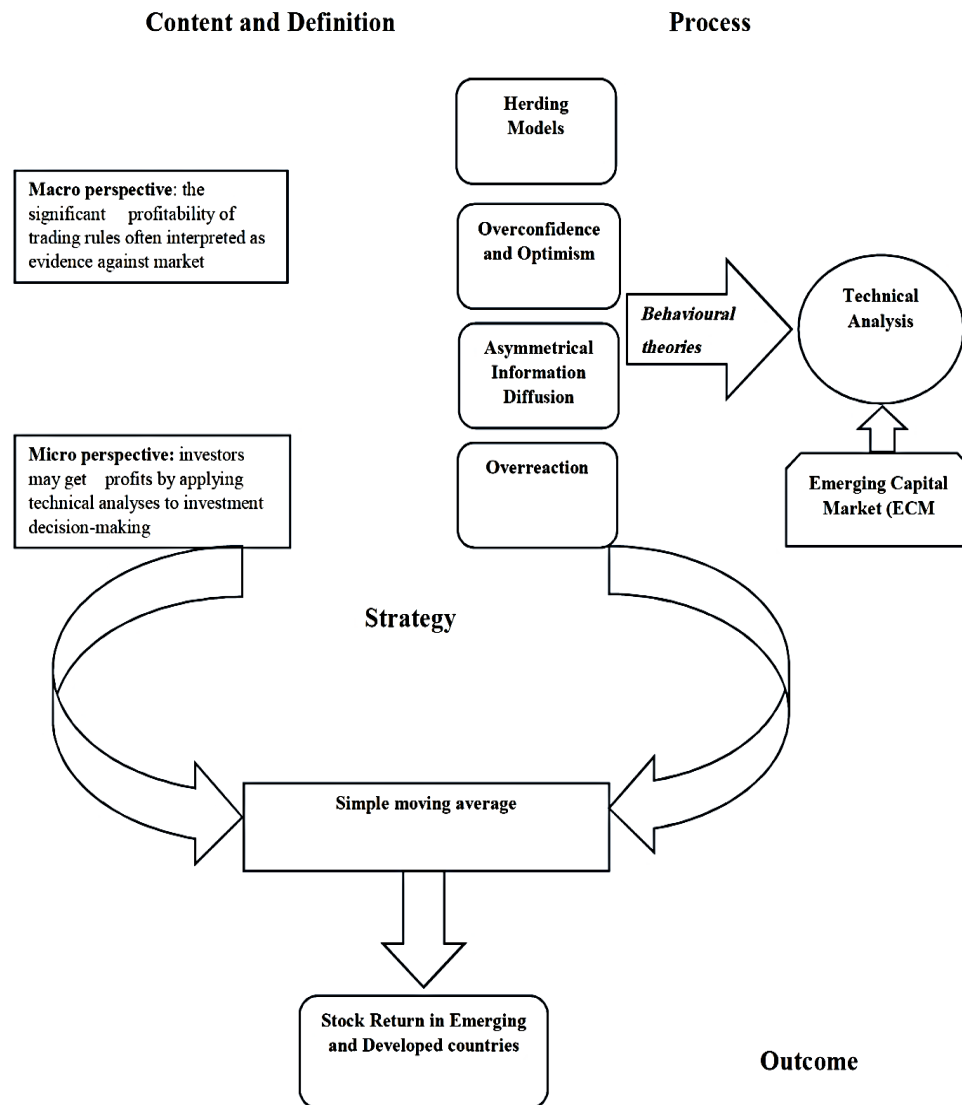 Content and Definition
Process
Herding
Models
Macro perspective: the
significant profitability of
trading rules often interpreted as
evidence against market
Overconfidence
and Optimism
Behavioural
theories
Technical
Analysis
Asymmetrical
Information
Diffusion
Micro perspective: investors
may get profits by applying
technical analyses to investment
decision-making
Overreaction
Emerging Capital
Market (ECM
Strategy
Simple moving average
Stock Return in Emerging
and Developed countries
Outcome